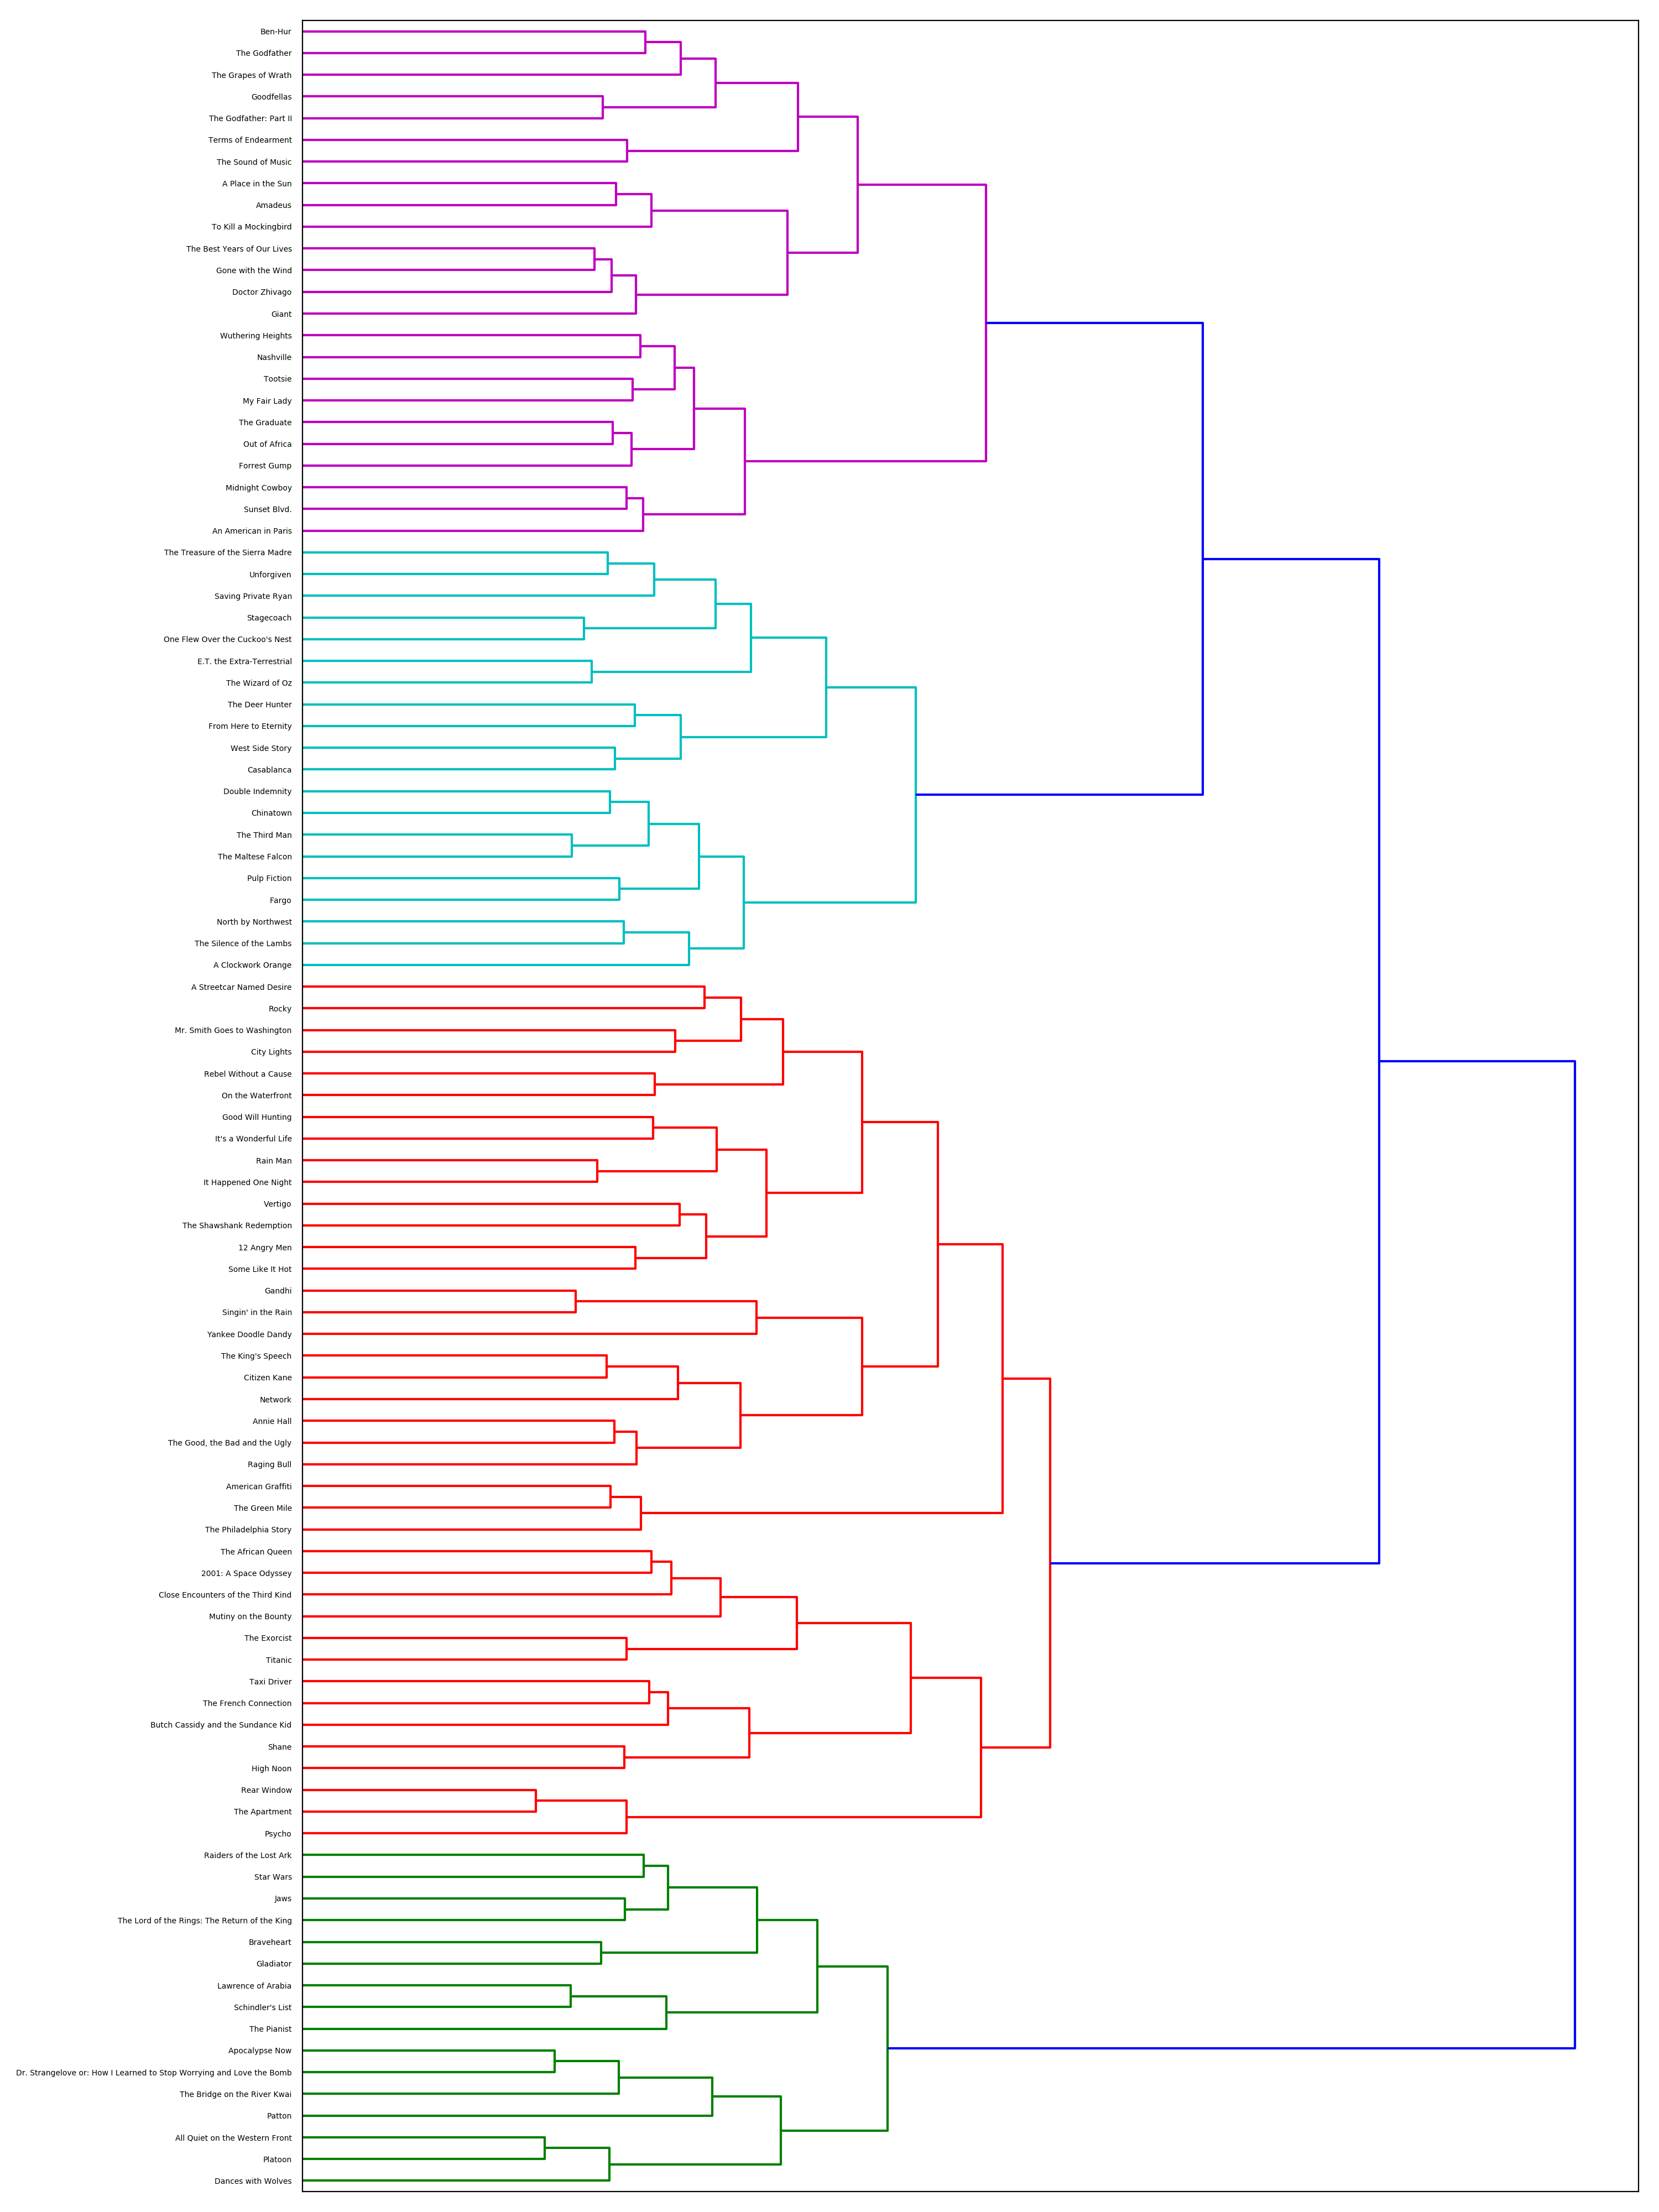 Ben-Hur
The Godfather
The Grapes of Wrath
Goodfellas
The Godfather: Part II
Terms of Endearment
The Sound of Music
A Place in the Sun
Amadeus
To Kill a Mockingbird
The Best Years of Our Lives
Gone with the Wind
Doctor Zhivago
Giant
Wuthering Heights
Nashville
Tootsie
My Fair Lady
The Graduate
Out of Africa
Forrest Gump
Midnight Cowboy
Sunset Blvd.
An American in Paris
The Treasure of the Sierra Madre
Unforgiven
Saving Private Ryan
Stagecoach
One Flew Over the Cuckoo's Nest
E.T. the Extra-Terrestrial
The Wizard of Oz
The Deer Hunter
From Here to Eternity
West Side Story
Casablanca
Double Indemnity
Chinatown
The Third Man
The Maltese Falcon
Pulp Fiction
Fargo
North by Northwest
The Silence of the Lambs
A Clockwork Orange
A Streetcar Named Desire
Rocky
Mr. Smith Goes to Washington
City Lights
Rebel Without a Cause
On the Waterfront
Good Will Hunting
It's a Wonderful Life
Rain Man
It Happened One Night
Vertigo
The Shawshank Redemption
12 Angry Men
Some Like It Hot
Gandhi
Singin' in the Rain
Yankee Doodle Dandy
The King's Speech
Citizen Kane
Network
Annie Hall
The Good, the Bad and the Ugly
Raging Bull
American Graffiti
The Green Mile
The Philadelphia Story
The African Queen
2001: A Space Odyssey
Close Encounters of the Third Kind
Mutiny on the Bounty
The Exorcist
Titanic
Taxi Driver
The French Connection
Butch Cassidy and the Sundance Kid
Shane
High Noon
Rear Window
The Apartment
Psycho
Raiders of the Lost Ark
Star Wars
Jaws
The Lord of the Rings: The Return of the King
Braveheart
Gladiator
Lawrence of Arabia
Schindler's List
The Pianist
Apocalypse Now
Dr. Strangelove or: How I Learned to Stop Worrying and Love the Bomb
The Bridge on the River Kwai
Patton
All Quiet on the Western Front
Platoon
Dances with Wolves